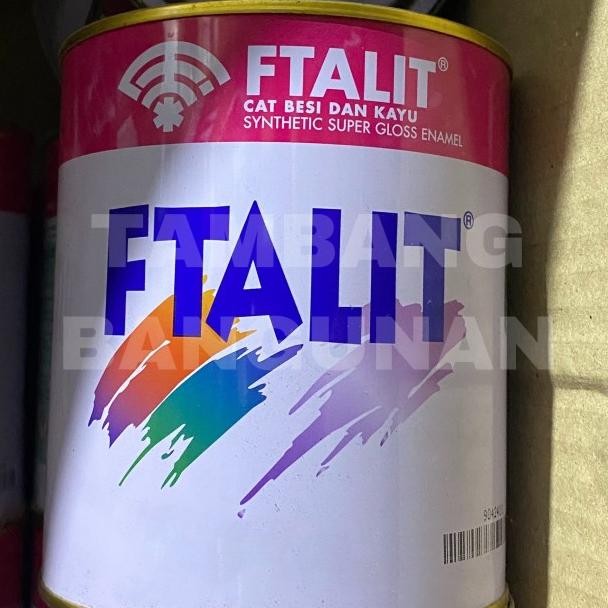 FTALIT®
CAT BESI DAN KAYU
SYNTHETIC SUPER GLOSS ENAMEL
FTALIT®
TAMBANG
BANGUNAN